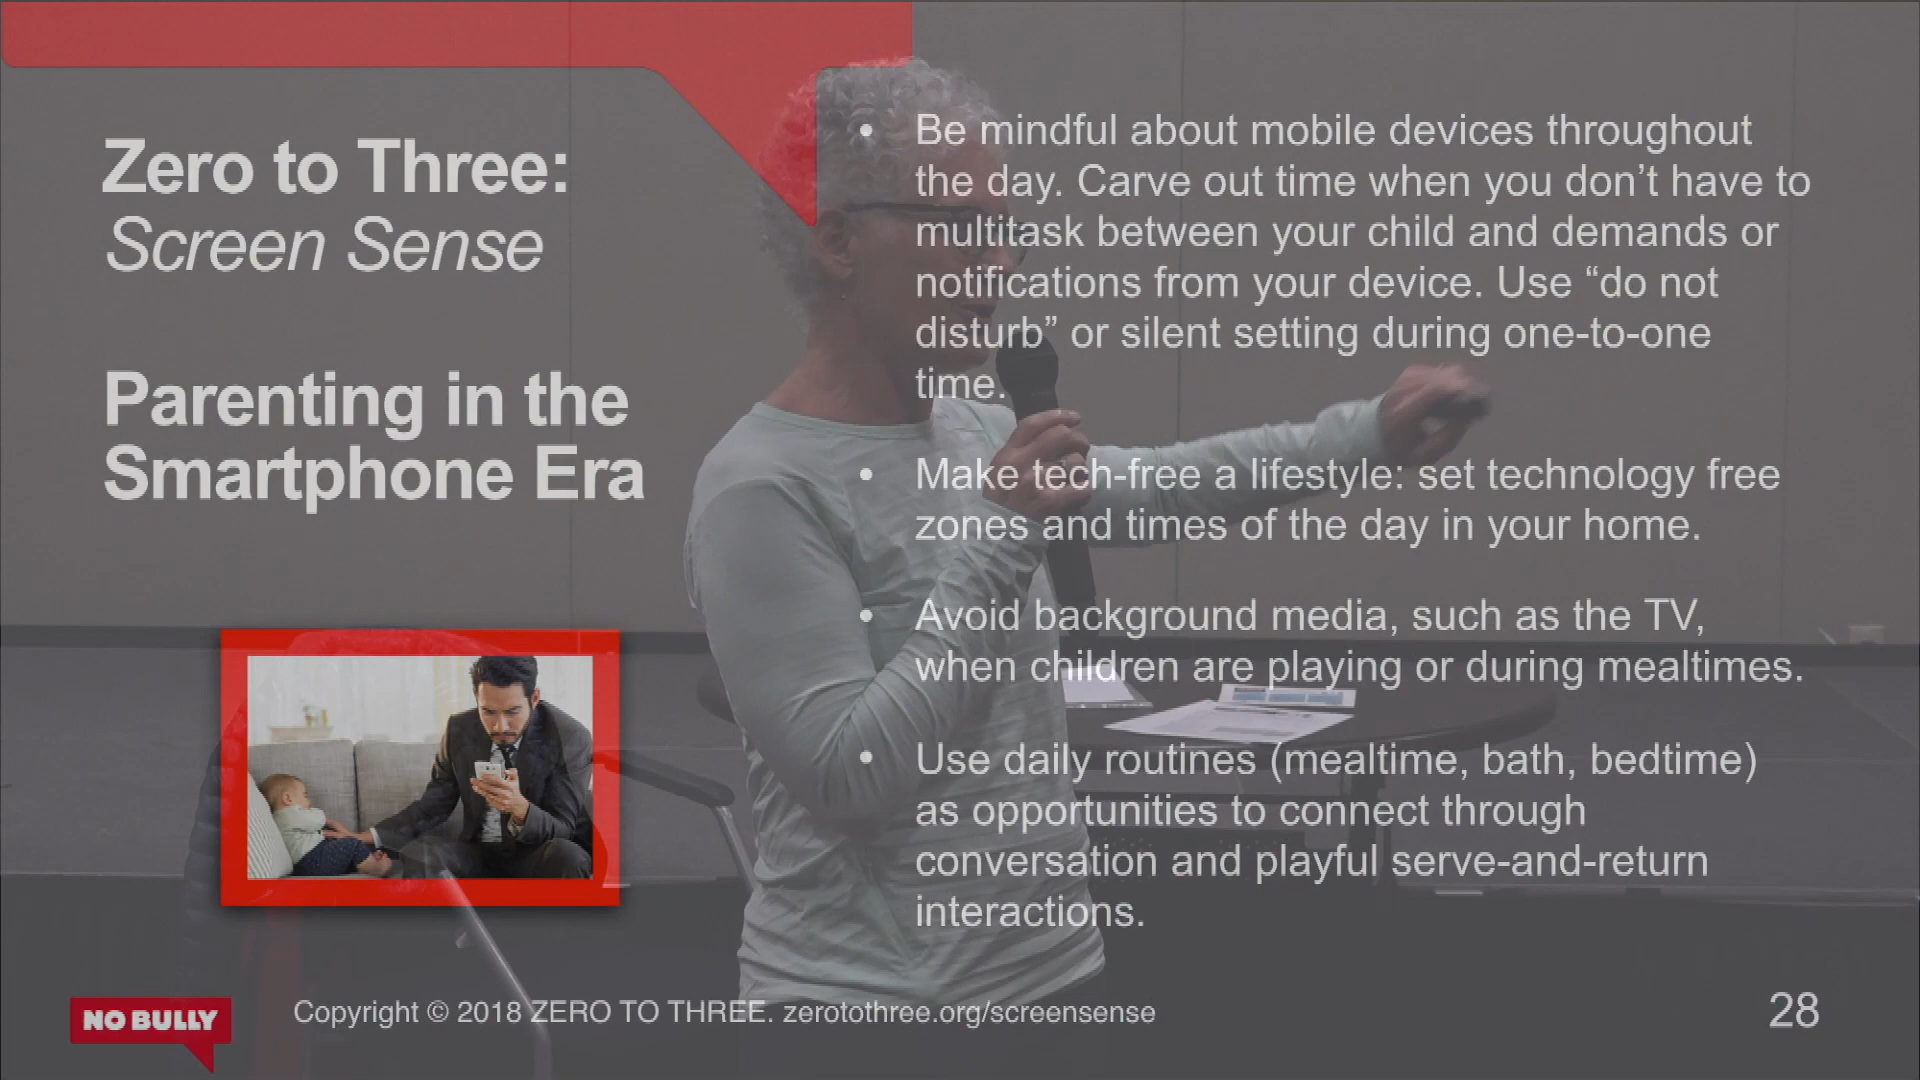 Zero to Three:
Screen Sense
Parenting in the
Smartphone Era
• Be mindful about mobile devices throughout
the day. Carve out time when you don’t have to
multitask between your child and demands or
notifications from your device. Use “do not
disturb” or silent setting during one-to-one
time.
• Make tech-free a lifestyle: set technology free
zones and times of the day in your home.
• Avoid background media, such as the TV,
when children are playing or during mealtimes.
• Use daily routines (mealtime, bath, bedtime)
as opportunities to connect through
conversation and playful serve-and-return
interactions.
NO BULLY
Copyright © 2018 ZERO TO THREE. zerotothree.org/screensense
28